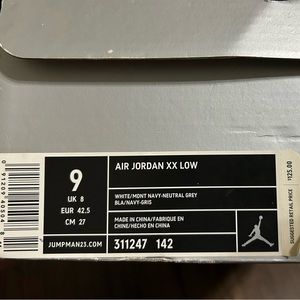 9
UK 8
EUR 42.5
CM 27
JUMPMAN23.COM
AIR JORDAN XX LOW
WHITE/MDNT NAVY-NEUTRAL GREY
BLA/NAVY-GRIS
MADE IN CHINA/FABRIQUE EN
CHINE/HECHO EN CHINA
311247 142
$125.00
SUGGESTED RETAIL PRICE